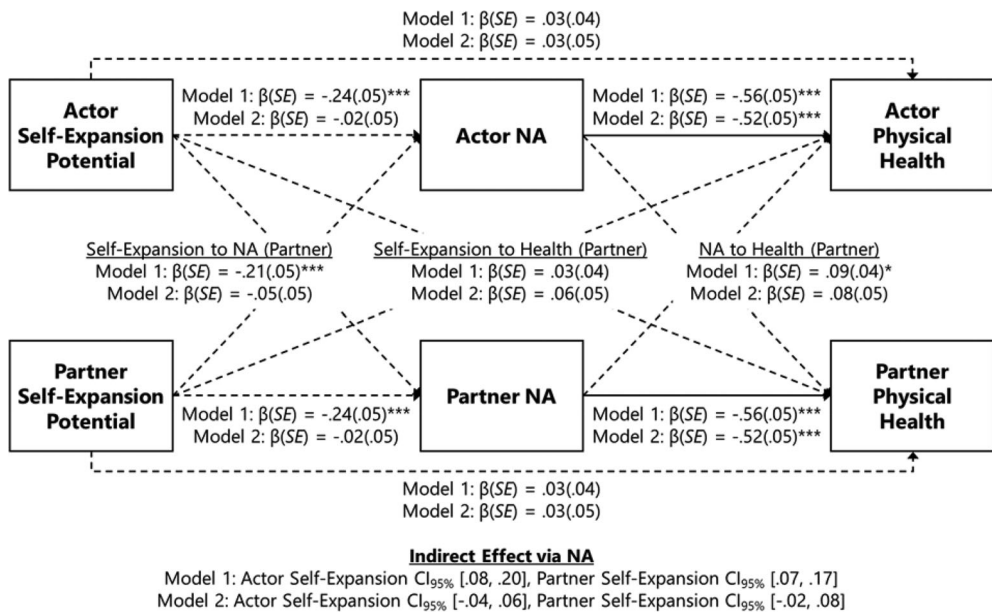 Model 1: β(SE) = .03(.04)
Model 2: β(SE) = .03(.05)
Actor
Self-Expansion
Potential
Model 1: β(SE) = -.24(.05)***
Model 2: β(SE) = -.02(.05)
Actor NA
Model 1: β(SE) = -.56(.05)***
Model 2: β(SE) = -.52(.05)***
Actor
Physical
Health
Self-Expansion to NA (Partner)
Model 1: β(SE) = -.21(.05)***
Model 2: β(SE) = -.05(.05)
Self-Expansion to Health (Partner)
Model 1: β(SE) = .03(.04)
Model 2: β(SE) = .06(.05)
NA to Health (Partner)
Model 1: β(SE) = .09(.04)*
Model 2: β(SE) = .08(.05)
Partner
Self-Expansion
Potential
Model 1: β(SE) = -.24(.05)***
Model 2: β(SE) = -.02(.05)
Partner NA
Model 1: β(SE) = -.56(.05)***
Model 2: β(SE) = -.52(.05)***
Partner
Physical
Health
Model 1: β(SE) = .03(.04)
Model 2: β(SE) = .03(.05)
Indirect Effect via NA
Model 1: Actor Self-Expansion CI95% [.08, .20], Partner Self-Expansion CI95% [.07, .17]
Model 2: Actor Self-Expansion CI95% [-.04, .06], Partner Self-Expansion CI95% [-.02, .08]